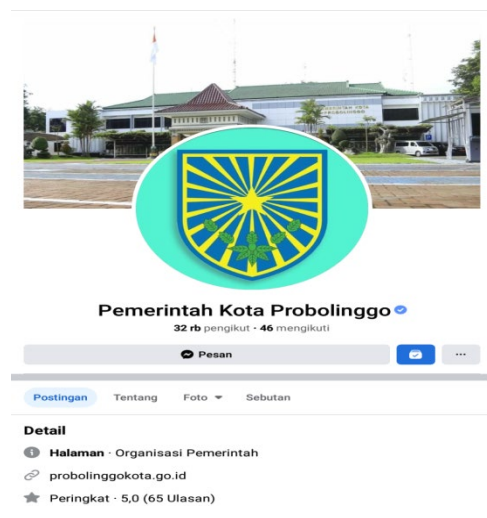 Pemerintah Kota Probolinggo
32 rb pengikut · 46 mengikuti
Pesan
Postingan Tentang Foto Sebutan
Detail
Halaman · Organisasi Pemerintah
probolinggokota.go.id
Peringkat · 5,0 (65 Ulasan)